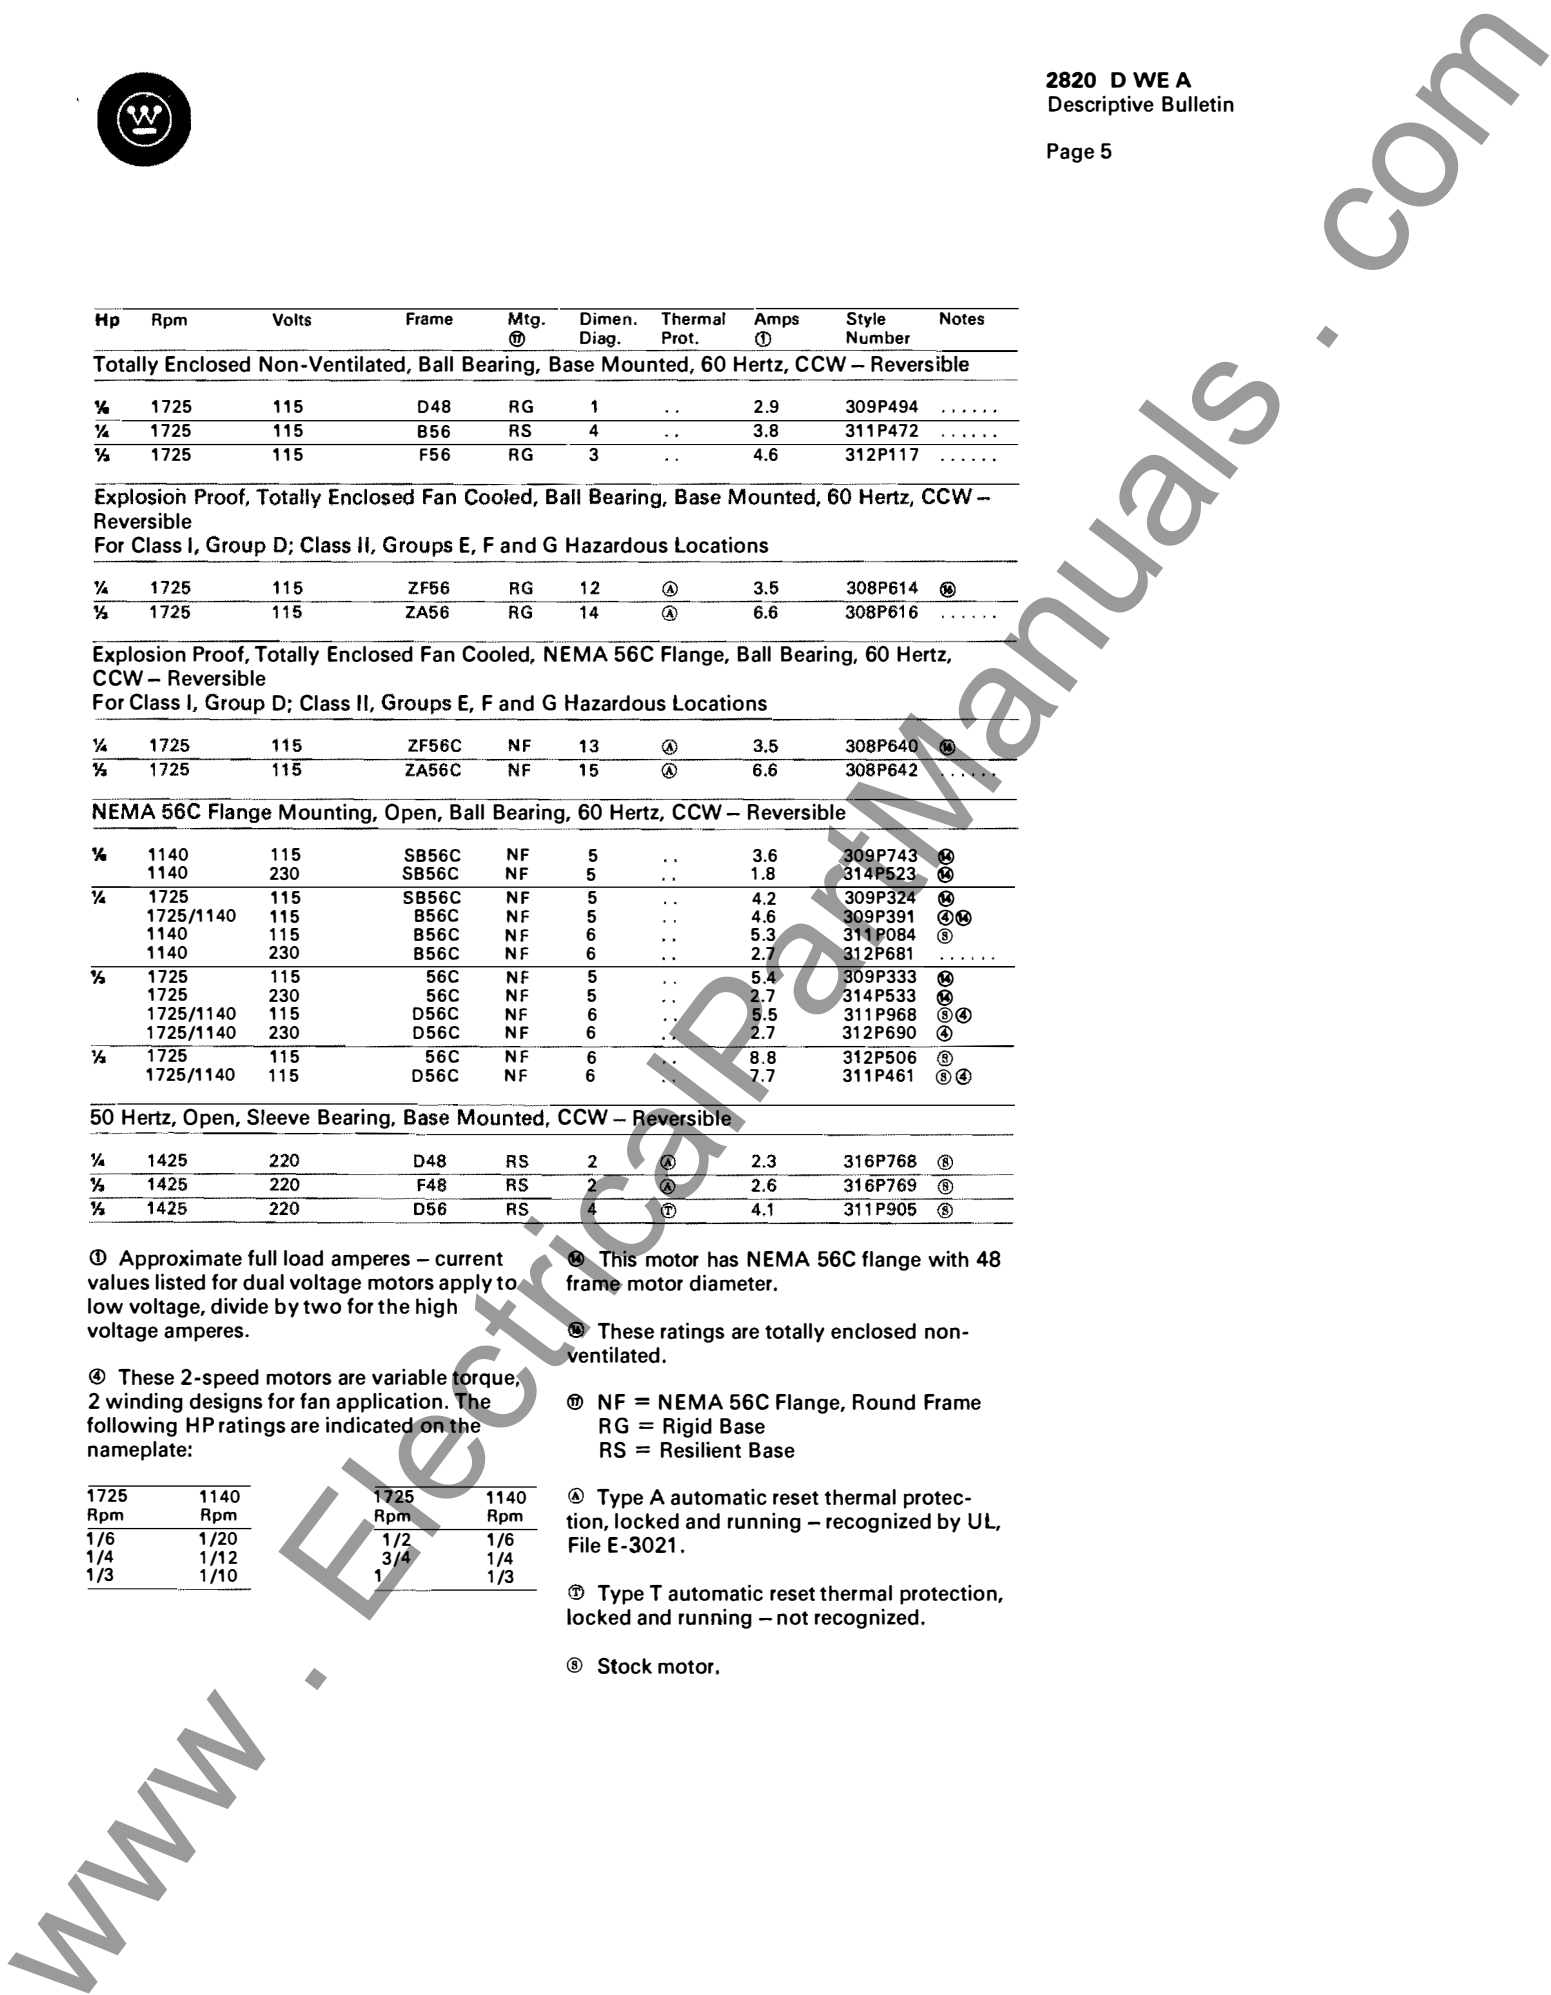 2820 D WE A
Descriptive Bulletin
Page 5
W
Hp Rpm Volts Frame Mtg. Dimen. Thermal Amps Style Notes
⑰ Diag. Prot. ① Number
Totally Enclosed Non-Ventilated, Ball Bearing, Base Mounted, 60 Hertz, CCW – Reversible
⅙ 1725 115 D48 RG 1 .. 2.9 309P494 ......
¼ 1725 115 B56 RS 4 .. 3.8 311P472 ......
⅓ 1725 115 F56 RG 3 .. 4.6 312P117 ......
Explosion Proof, Totally Enclosed Fan Cooled, Ball Bearing, Base Mounted, 60 Hertz, CCW –
Reversible
For Class I, Group D; Class II, Groups E, F and G Hazardous Locations
¼ 1725 115 ZF56 RG 12 Ⓐ 3.5 308P614 ⑯
⅓ 1725 115 ZA56 RG 14 Ⓐ 6.6 308P616 ......
Explosion Proof, Totally Enclosed Fan Cooled, NEMA 56C Flange, Ball Bearing, 60 Hertz,
CCW – Reversible
For Class I, Group D; Class II, Groups E, F and G Hazardous Locations
¼ 1725 115 ZF56C NF 13 Ⓐ 3.5 308P640 ⑯
⅓ 1725 115 ZA56C NF 15 Ⓐ 6.6 308P642 ......
NEMA 56C Flange Mounting, Open, Ball Bearing, 60 Hertz, CCW – Reversible
⅙ 1140 115 SB56C NF 5 .. 3.6 309P743 ⑭
1140 230 SB56C NF 5 .. 1.8 314P523 ⑭
¼ 1725 115 SB56C NF 5 .. 4.2 309P324 ⑭
1725/1140 115 B56C NF 5 .. 4.6 309P391 ④⑭
1140 115 B56C NF 6 .. 5.3 311P084 Ⓢ
1140 230 B56C NF 6 .. 2.7 312P681 ......
⅓ 1725 115 56C NF 5 .. 5.4 309P333 ⑭
1725 230 56C NF 5 .. 2.7 314P533 ⑭
1725/1140 115 D56C NF 6 .. 5.5 311P968 Ⓢ④
1725/1140 230 D56C NF 6 .. 2.7 312P690 ④
½ 1725 115 56C NF 6 .. 8.8 312P506 Ⓢ
1725/1140 115 D56C NF 6 .. 7.7 311P461 Ⓢ④
50 Hertz, Open, Sleeve Bearing, Base Mounted, CCW – Reversible
¼ 1425 220 D48 RS 2 Ⓐ 2.3 316P768 Ⓢ
⅓ 1425 220 F48 RS 2 Ⓐ 2.6 316P769 Ⓢ
½ 1425 220 D56 RS 4 Ⓣ 4.1 311P905 Ⓢ
① Approximate full load amperes – current
values listed for dual voltage motors apply to
low voltage, divide by two for the high
voltage amperes.
④ These 2-speed motors are variable torque,
2 winding designs for fan application. The
following HP ratings are indicated on the
nameplate:
1725 1140 1725 1140
Rpm Rpm Rpm Rpm
1/6 1/20 1/2 1/6
1/4 1/12 3/4 1/4
1/3 1/10 1 1/3
⑭ This motor has NEMA 56C flange with 48
frame motor diameter.
⑯ These ratings are totally enclosed non-
ventilated.
⑰ NF = NEMA 56C Flange, Round Frame
RG = Rigid Base
RS = Resilient Base
Ⓐ Type A automatic reset thermal protec-
tion, locked and running – recognized by UL,
File E-3021.
Ⓣ Type T automatic reset thermal protection,
locked and running – not recognized.
Ⓢ Stock motor.
www . ElectricalPartManuals . com